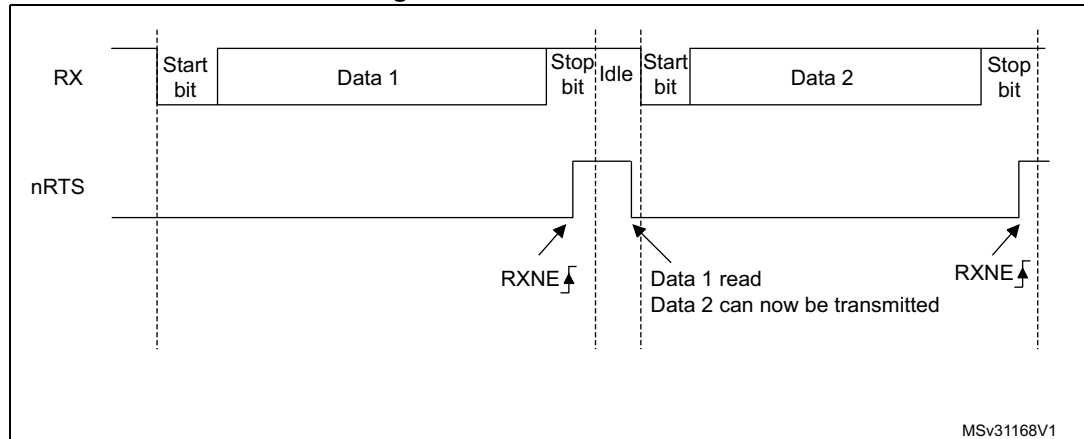 RX
Start bit
Data 1
Stop bit
Idle
Start bit
Data 2
Stop bit
nRTS
RXNE
Data 1 read
Data 2 can now be transmitted
RXNE
MSv31168V1